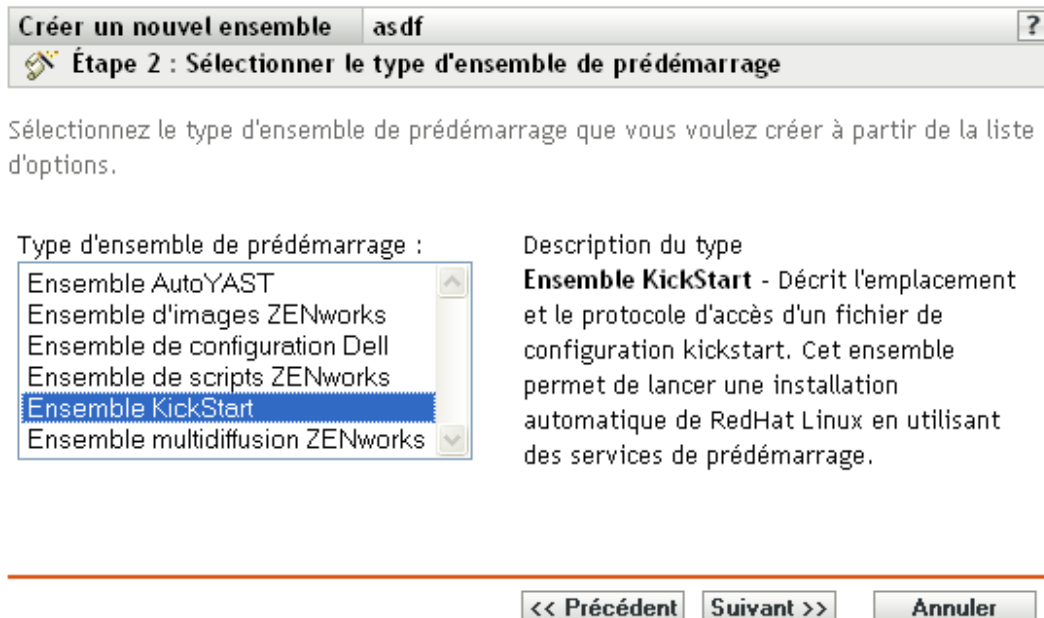 Créer un nouvel ensemble asdf ?
Étape 2 : Sélectionner le type d'ensemble de prédémarrage
Sélectionnez le type d'ensemble de prédémarrage que vous voulez créer à partir de la liste
d'options.
Type d'ensemble de prédémarrage :
Ensemble AutoYAST
Ensemble d'images ZENworks
Ensemble de configuration Dell
Ensemble de scripts ZENworks
Ensemble KickStart
Ensemble multidiffusion ZENworks
Description du type
Ensemble KickStart - Décrit l'emplacement
et le protocole d'accès d'un fichier de
configuration kickstart. Cet ensemble
permet de lancer une installation
automatique de RedHat Linux en utilisant
des services de prédémarrage.
<< Précédent Suivant >> Annuler